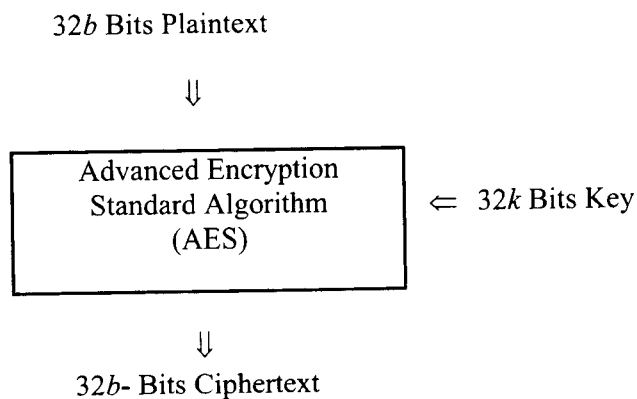 32b Bits Plaintext
⇓
Advanced Encryption
Standard Algorithm
(AES)
⇐ 32k Bits Key
⇓
32b- Bits Ciphertext